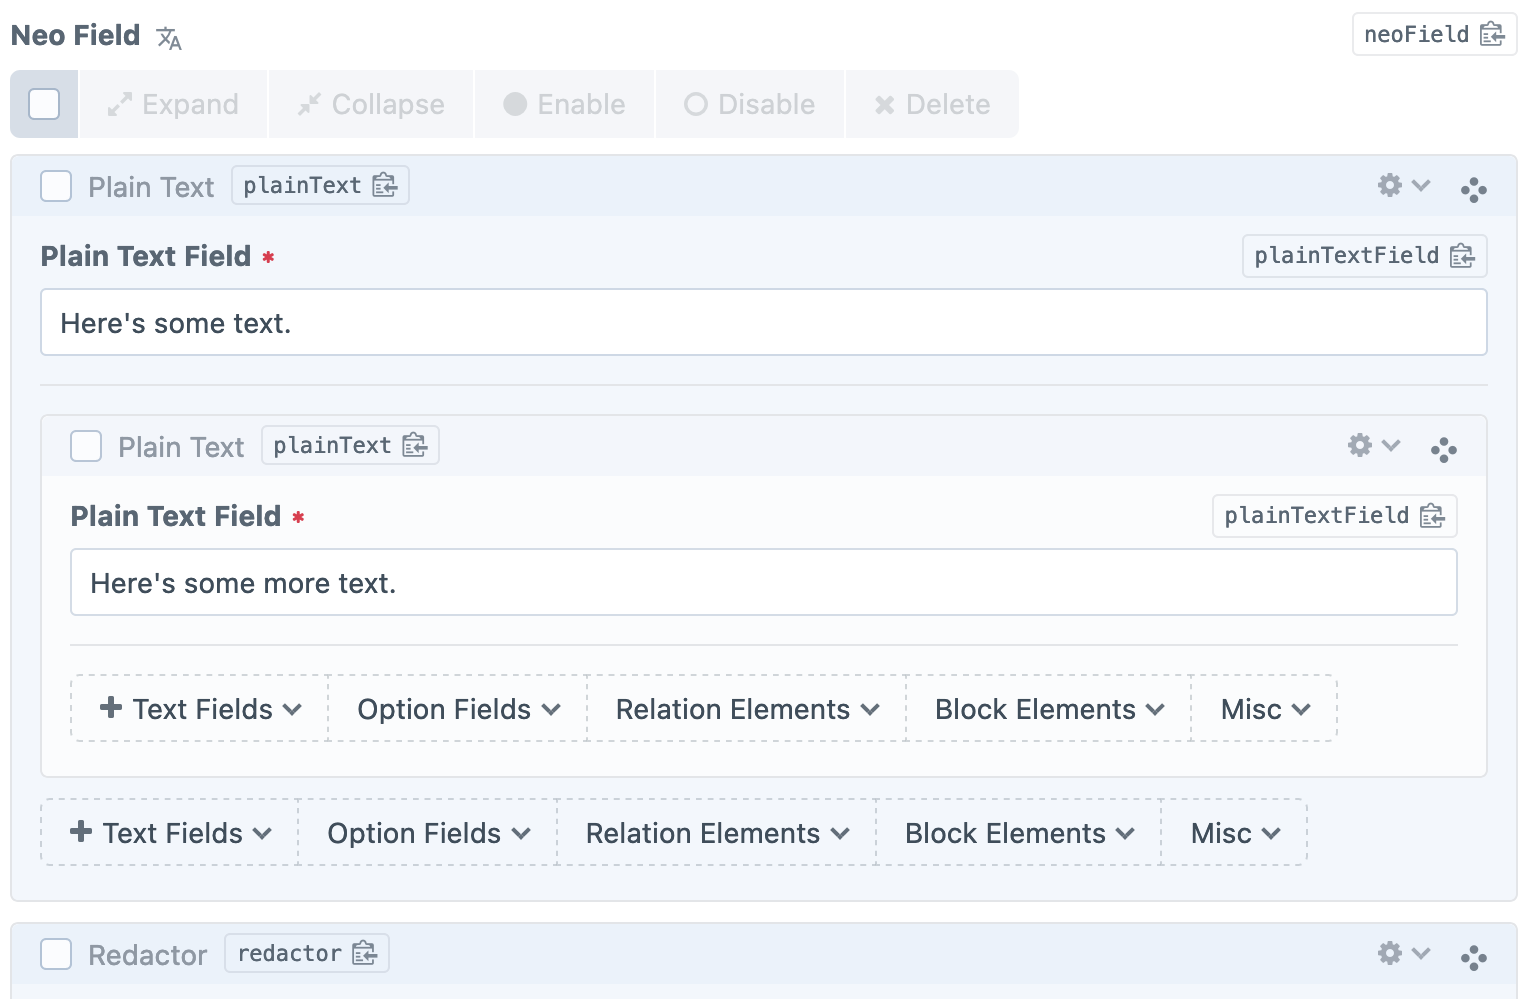 Neo Field neoField
Expand Collapse Enable Disable Delete
Plain Text plainText
Plain Text Field * plainTextField
Here's some text.
Plain Text plainText
Plain Text Field * plainTextField
Here's some more text.
+ Text Fields Option Fields Relation Elements Block Elements Misc
+ Text Fields Option Fields Relation Elements Block Elements Misc
Redactor redactor